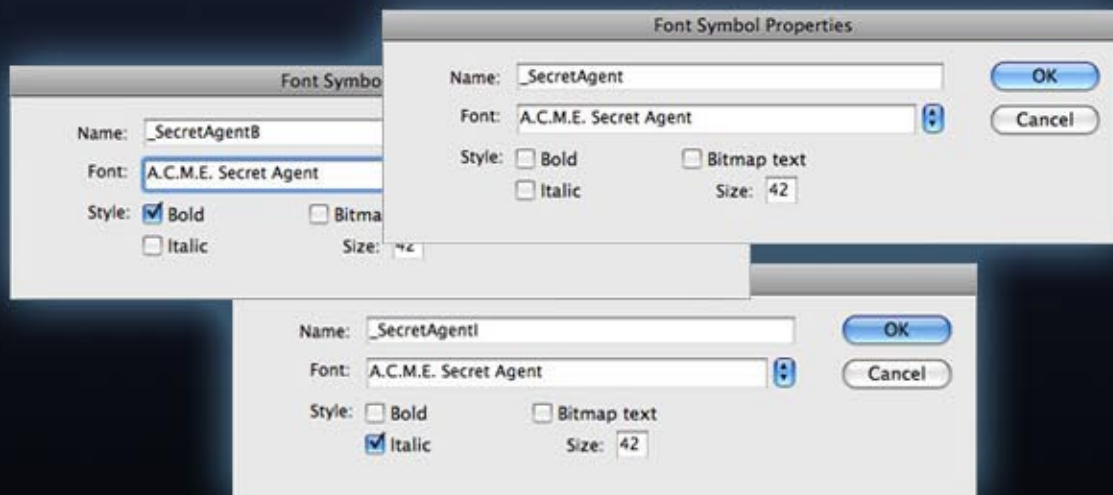 Font Symbol Properties
Name: _SecretAgent
OK
Font: A.C.M.E. Secret Agent
Cancel
Style: Bold
Bitmap text
Italic
Size: 42
Font Symbo
Name: _SecretAgentB
Font: A.C.M.E. Secret Agent
Style: Bold
Bitma
Italic
Size: 42
Name: _SecretAgentI
OK
Font: A.C.M.E. Secret Agent
Cancel
Style: Bold
Bitmap text
Italic
Size: 42